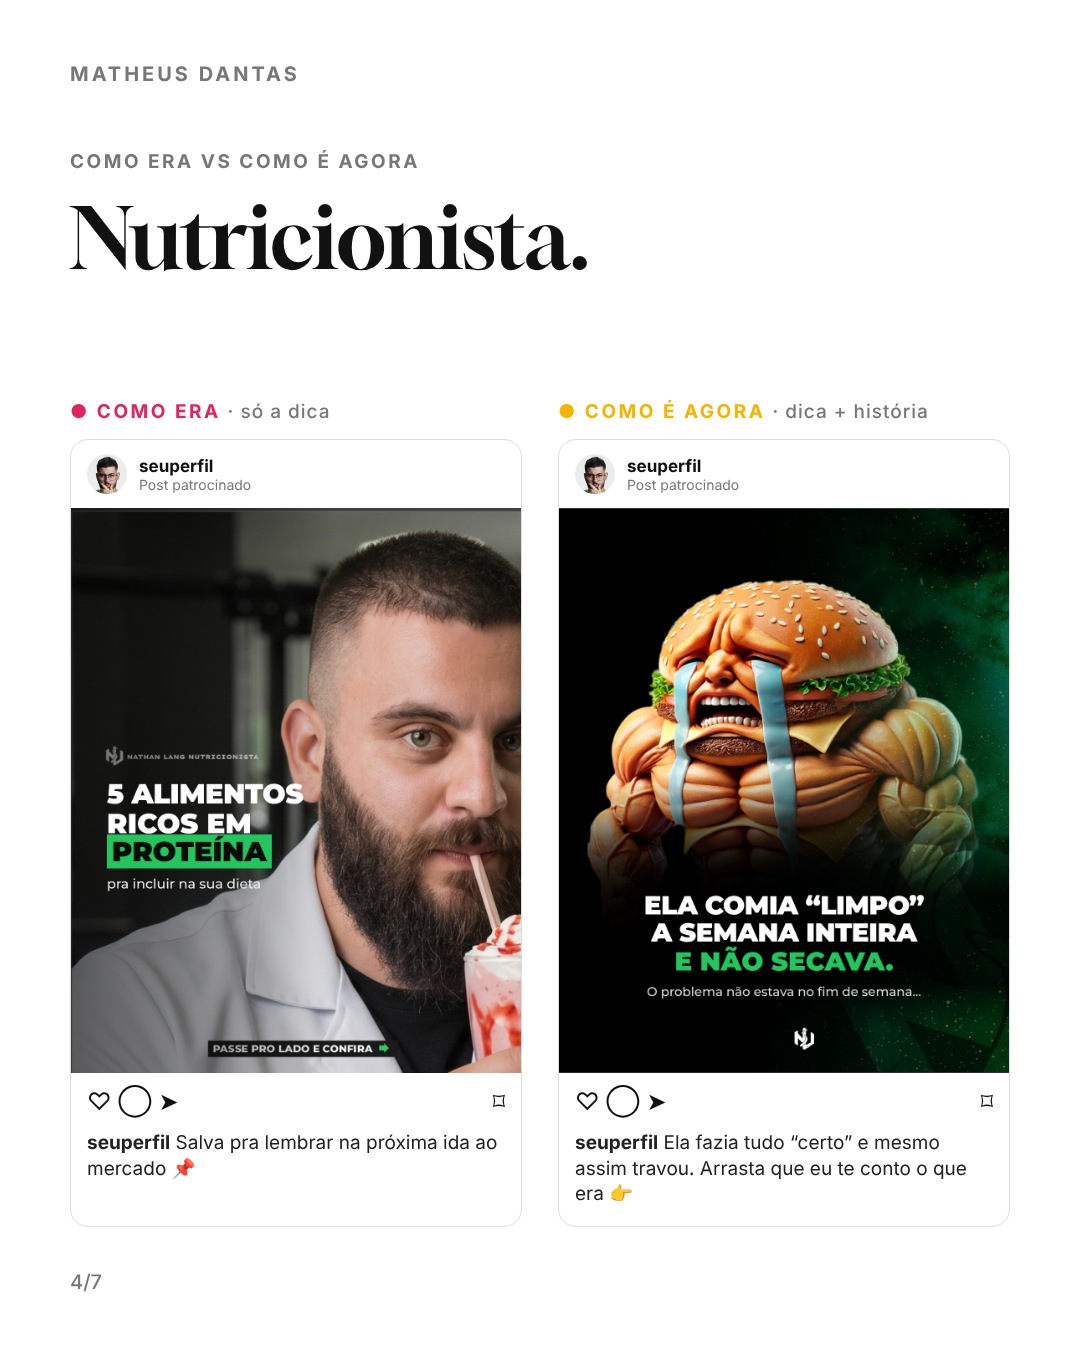 MATHEUS DANTAS
COMO ERA VS COMO É AGORA
Nutricionista.
COMO ERA · só a dica
seuperfil
Post patrocinado
NATHAN LANG NUTRICIONISTA
5 ALIMENTOS
RICOS EM
PROTEÍNA
pra incluir na sua dieta
PASSE PRO LADO E CONFIRA
seuperfil Salva pra lembrar na próxima ida ao
mercado 📌
COMO É AGORA · dica + história
seuperfil
Post patrocinado
ELA COMIA “LIMPO”
A SEMANA INTEIRA
E NÃO SECAVA.
O problema não estava no fim de semana...
seuperfil Ela fazia tudo “certo” e mesmo
assim travou. Arrasta que eu te conto o que
era 👉
4/7